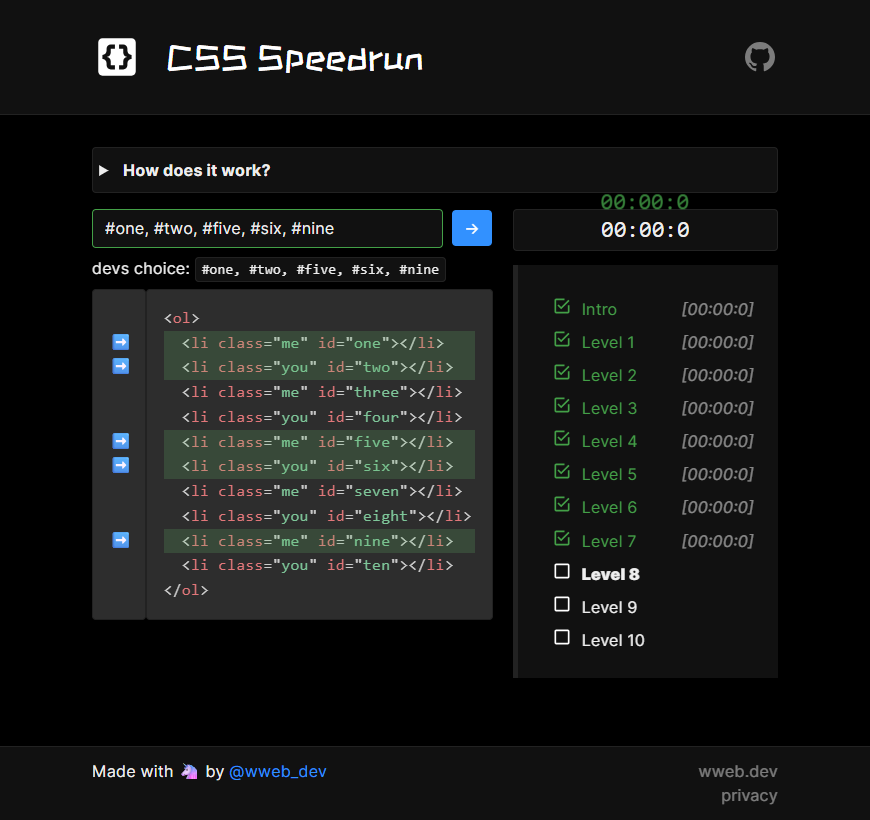 {}
CSS Speedrun
How does it work?
#one, #two, #five, #six, #nine
00:00:0
00:00:0
devs choice: #one, #two, #five, #six, #nine
<ol>
<li class="me" id="one"></li>
<li class="you" id="two"></li>
<li class="me" id="three"></li>
<li class="you" id="four"></li>
<li class="me" id="five"></li>
<li class="you" id="six"></li>
<li class="me" id="seven"></li>
<li class="you" id="eight"></li>
<li class="me" id="nine"></li>
<li class="you" id="ten"></li>
</ol>
Intro [00:00:0]
Level 1 [00:00:0]
Level 2 [00:00:0]
Level 3 [00:00:0]
Level 4 [00:00:0]
Level 5 [00:00:0]
Level 6 [00:00:0]
Level 7 [00:00:0]
Level 8
Level 9
Level 10
Made with 🦄 by @wweb_dev
wweb.dev
privacy